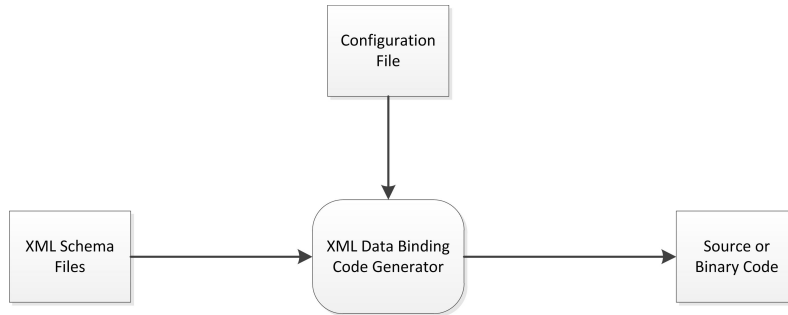 Configuration
File
XML Schema
Files
XML Data Binding
Code Generator
Source or
Binary Code